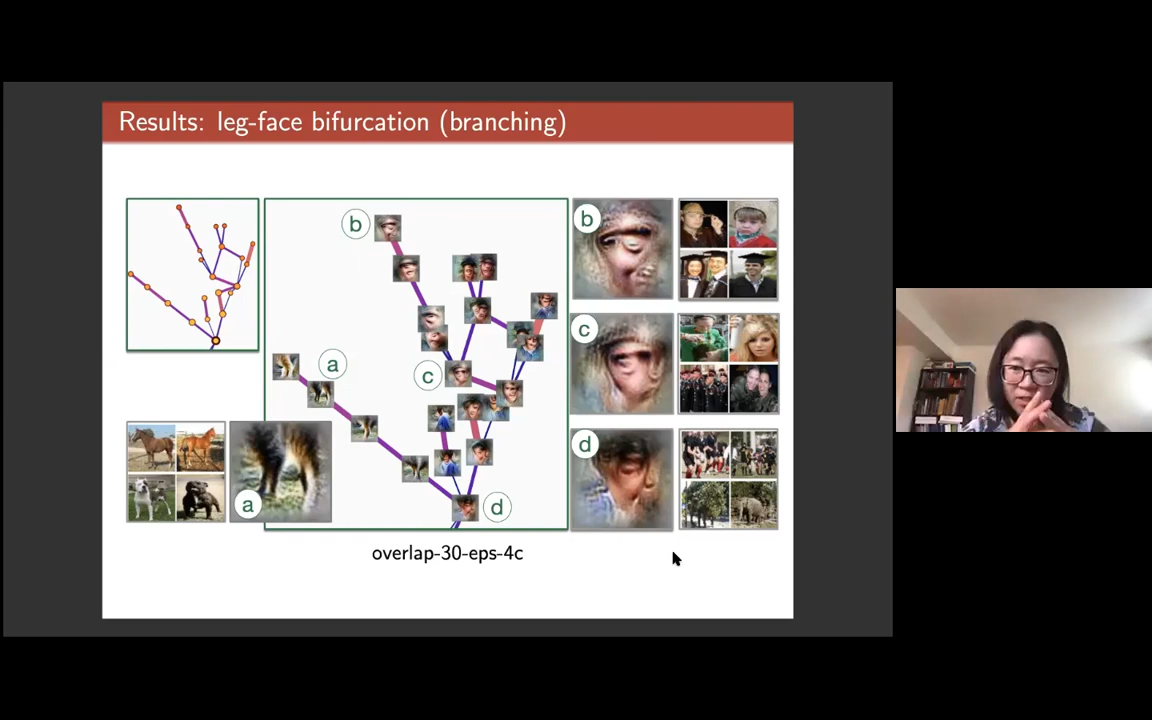 Results: leg-face bifurcation (branching)
b
a
c
d
a
b
c
d
overlap-30-eps-4c